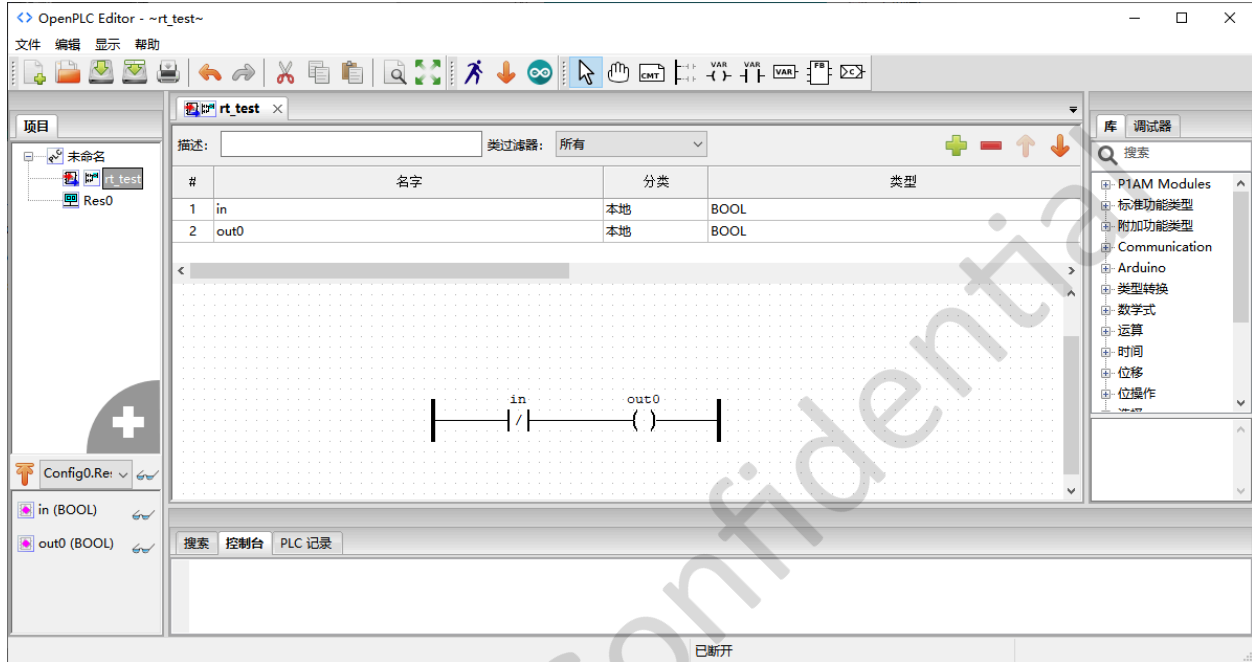 OpenPLC Editor - ~rt_test~
文件 编辑 显示 帮助
CMT VAR VAR VAR FB
rt_test
项目
未命名
rt_test
Res0
描述: 类过滤器: 所有
# 名字 分类 类型
1 in 本地 BOOL
2 out0 本地 BOOL
in out0
库 调试器
搜索
P1AM Modules
标准功能类型
附加功能类型
Communication
Arduino
类型转换
数学式
运算
时间
位移
位操作
Config0.Re:
in (BOOL)
out0 (BOOL)
搜索 控制台 PLC 记录
已断开
Confidential